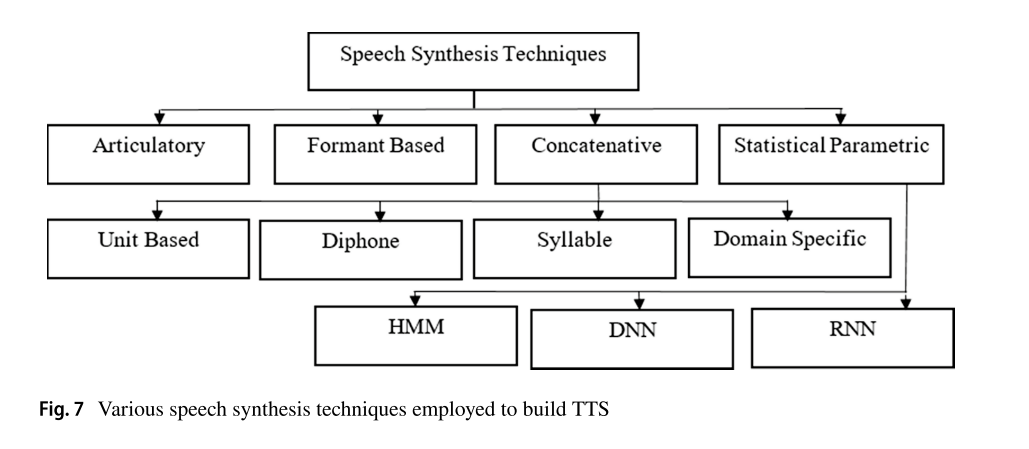 Speech Synthesis Techniques
Articulatory
Formant Based
Concatenative
Statistical Parametric
Unit Based
Diphone
Syllable
Domain Specific
HMM
DNN
RNN
Fig. 7 Various speech synthesis techniques employed to build TTS